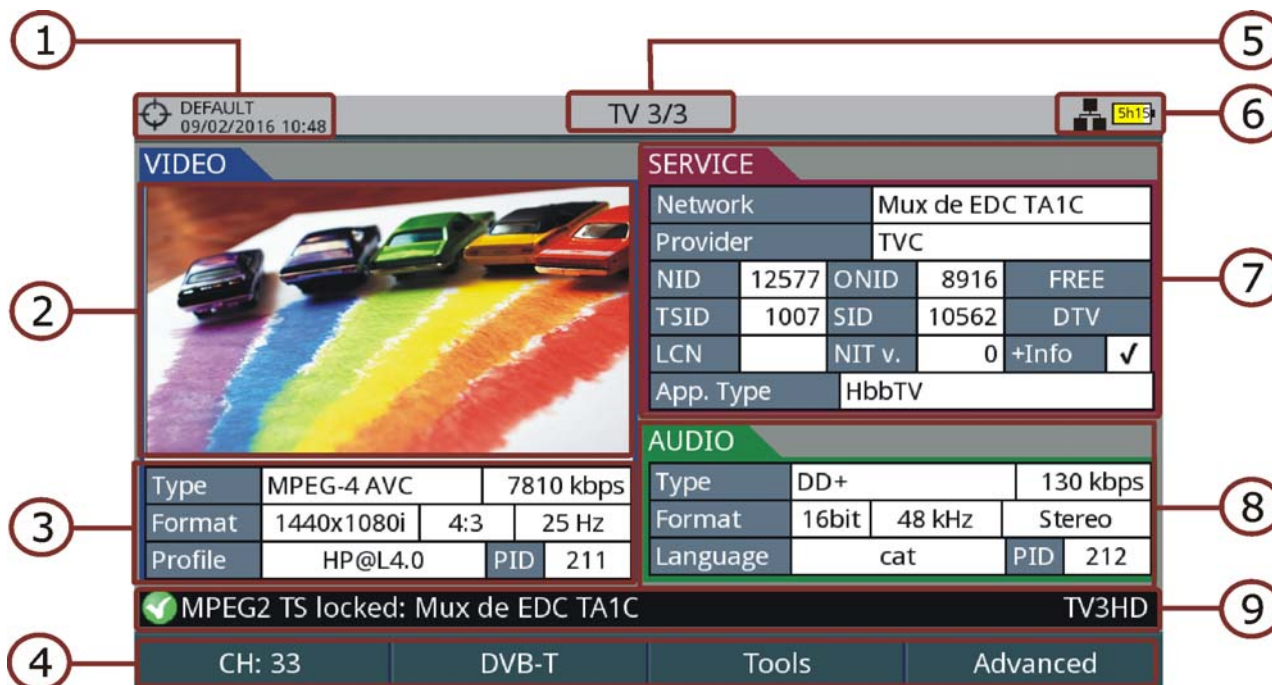 1
5
DEFAULT
09/02/2016 10:48
TV 3/3
5h15
6
VIDEO
2
SERVICE
Network Mux de EDC TA1C
Provider TVC
NID 12577 ONID 8916 FREE
TSID 1007 SID 10562 DTV
LCN NIT v. 0 +Info ✓
App. Type HbbTV
7
3
Type MPEG-4 AVC 7810 kbps
Format 1440x1080i 4:3 25 Hz
Profile HP@L4.0 PID 211
AUDIO
Type DD+ 130 kbps
Format 16bit 48 kHz Stereo
Language cat PID 212
8
MPEG2 TS locked: Mux de EDC TA1C TV3HD
9
4
CH: 33 DVB-T Tools Advanced